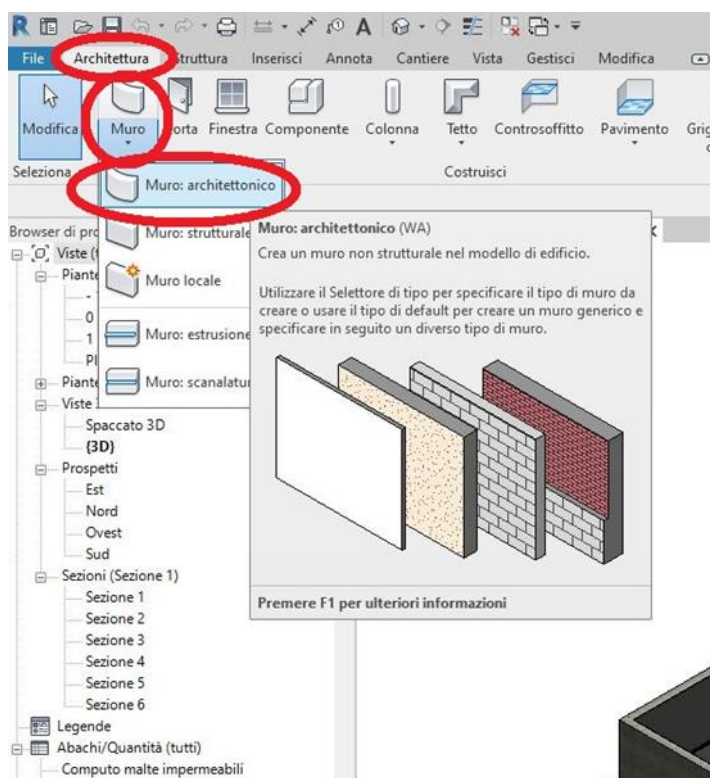 File Architettura Struttura Inserisci Annota Cantiere Vista Gestisci Modifica
Modifica Muro Porta Finestra Componente Colonna Tetto Controsoffitto Pavimento
Seleziona Costruisci
Muro: architettonico
Muro: strutturale
Muro locale
Muro: estrusione
Muro: scanalatu
Muro: architettonico (WA)
Crea un muro non strutturale nel modello di edificio.
Utilizzare il Selettore di tipo per specificare il tipo di muro da
creare o usare il tipo di default per creare un muro generico e
specificare in seguito un diverso tipo di muro.
Premere F1 per ulteriori informazioni
Browser di pro
Viste (
Piante
-
0
1
Pl
Piante
Viste
Spaccato 3D
{3D}
Prospetti
Est
Nord
Ovest
Sud
Sezioni (Sezione 1)
Sezione 1
Sezione 2
Sezione 3
Sezione 4
Sezione 5
Sezione 6
Legende
Abachi/Quantità (tutti)
Computo malte impermeabili